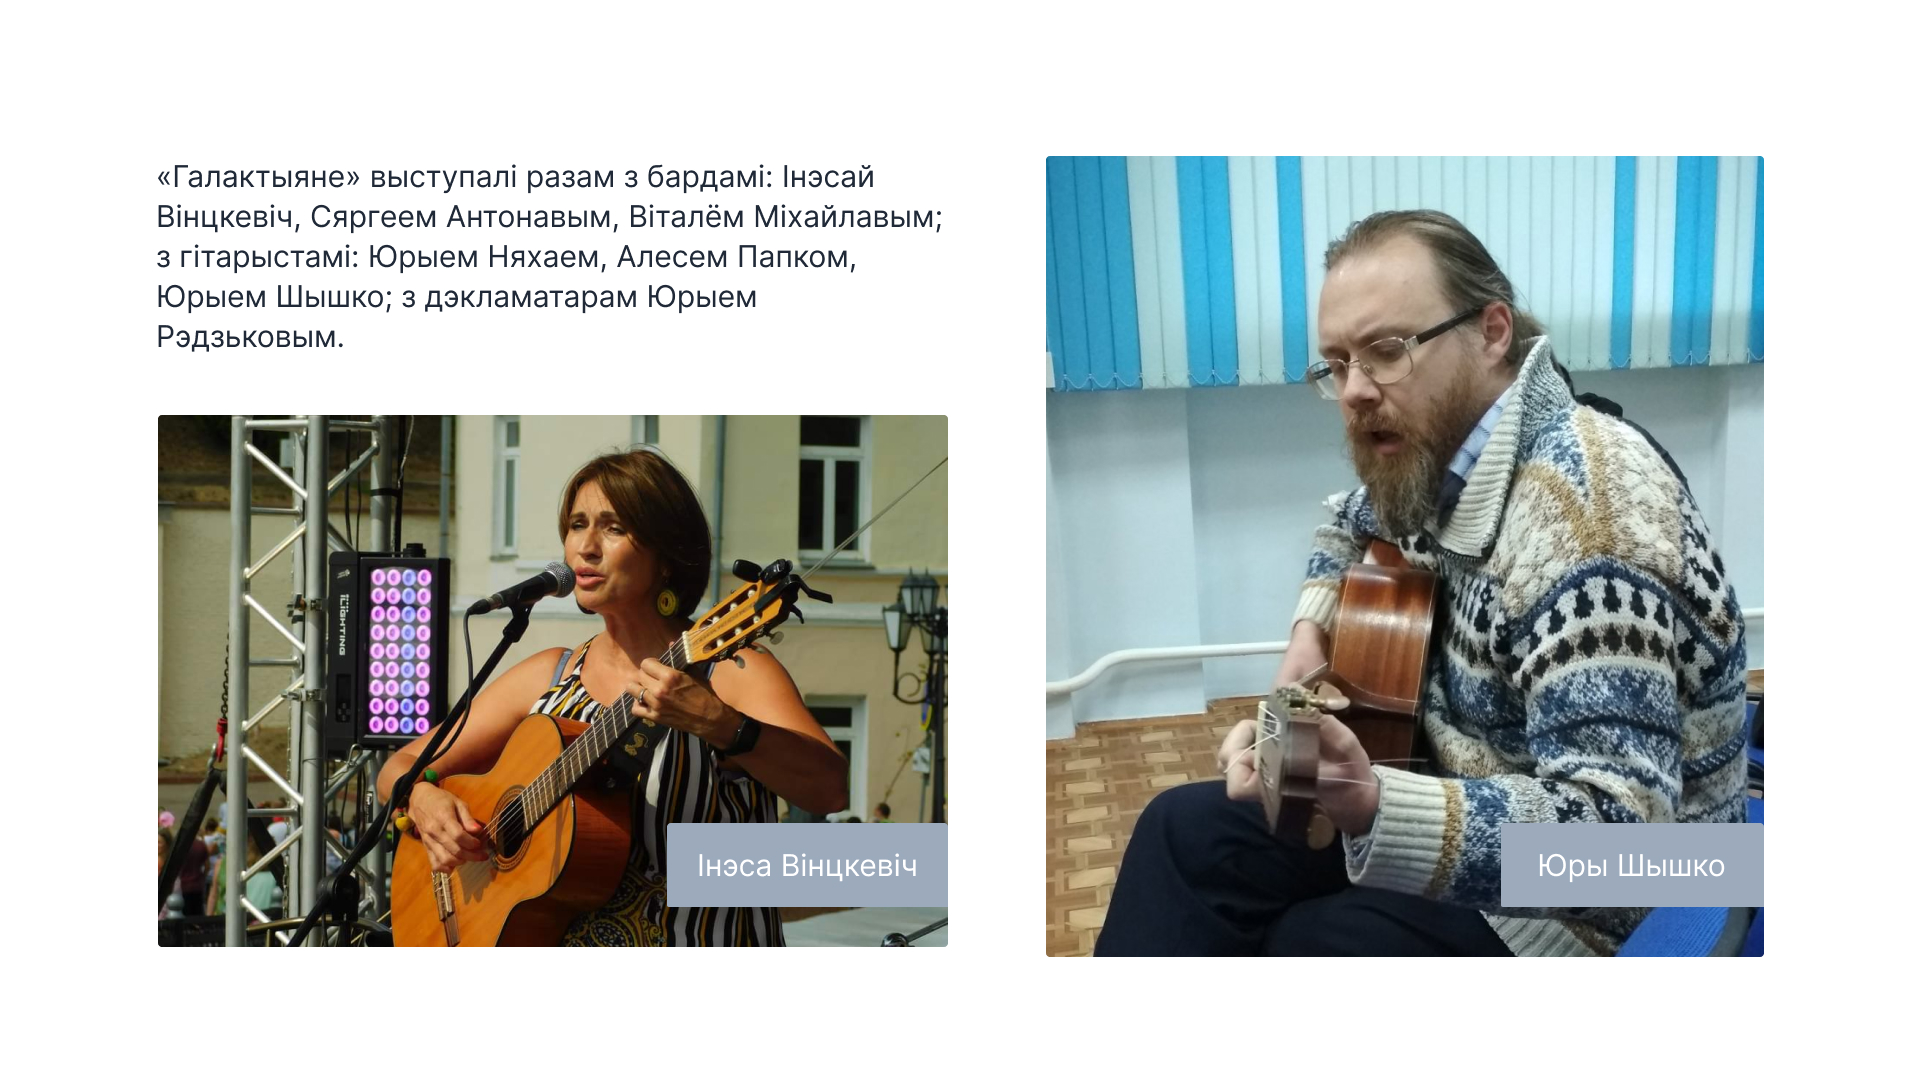 «Галактыяне» выступалі разам з бардамі: Інэсай
Вінцкевіч, Сяргеем Антонавым, Віталём Міхайлавым;
з гітарыстамі: Юрыем Няхаем, Алесем Папком,
Юрыем Шышко; з дэкламатарам Юрыем
Рэдзьковым.
iLIGHTING
Інэса Вінцкевіч
Юры Шышко